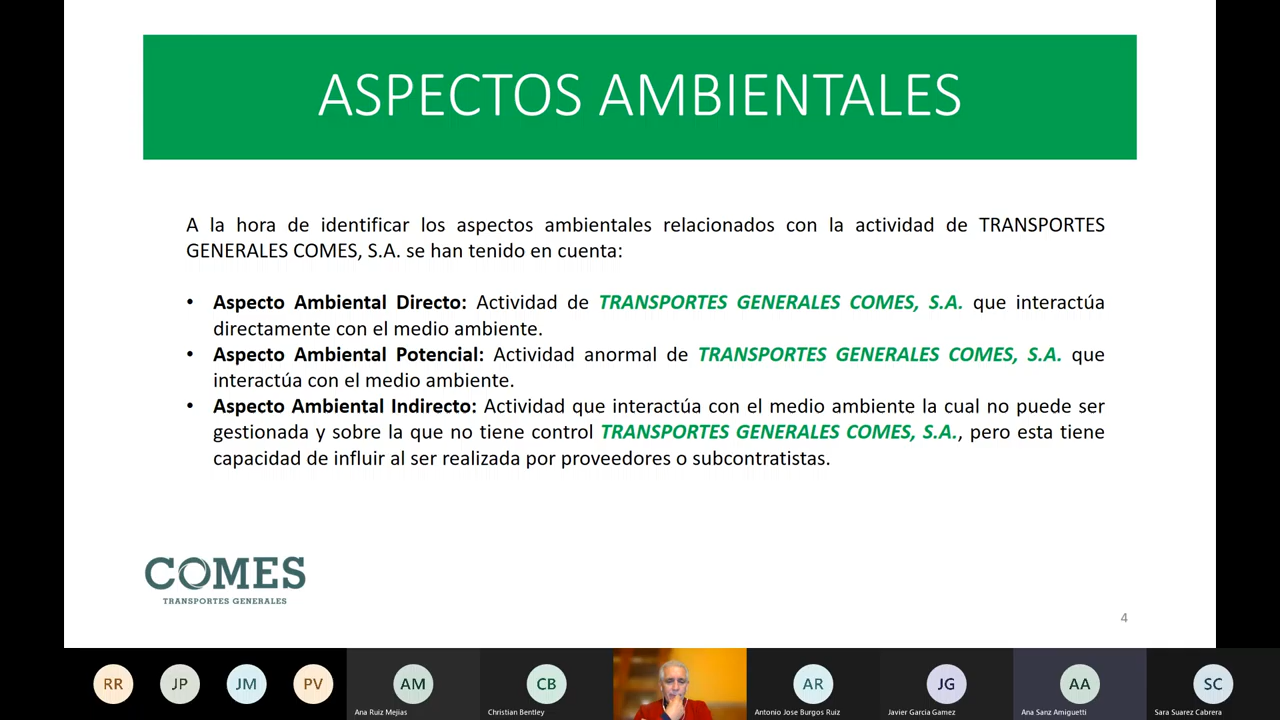 ASPECTOS AMBIENTALES
A la hora de identificar los aspectos ambientales relacionados con la actividad de TRANSPORTES
GENERALES COMES, S.A. se han tenido en cuenta:
• Aspecto Ambiental Directo: Actividad de TRANSPORTES GENERALES COMES, S.A. que interactúa
directamente con el medio ambiente.
• Aspecto Ambiental Potencial: Actividad anormal de TRANSPORTES GENERALES COMES, S.A. que
interactúa con el medio ambiente.
• Aspecto Ambiental Indirecto: Actividad que interactúa con el medio ambiente la cual no puede ser
gestionada y sobre la que no tiene control TRANSPORTES GENERALES COMES, S.A., pero esta tiene
capacidad de influir al ser realizada por proveedores o subcontratistas.
COMES
TRANSPORTES GENERALES
4
RR JP JM PV AM CB AR JG AA SC
Ana Ruiz Mejias Christian Bentley Antonio Jose Burgos Ruiz Javier Garcia Gamez Ana Sanz Amiguetti Sara Suarez Cabrera